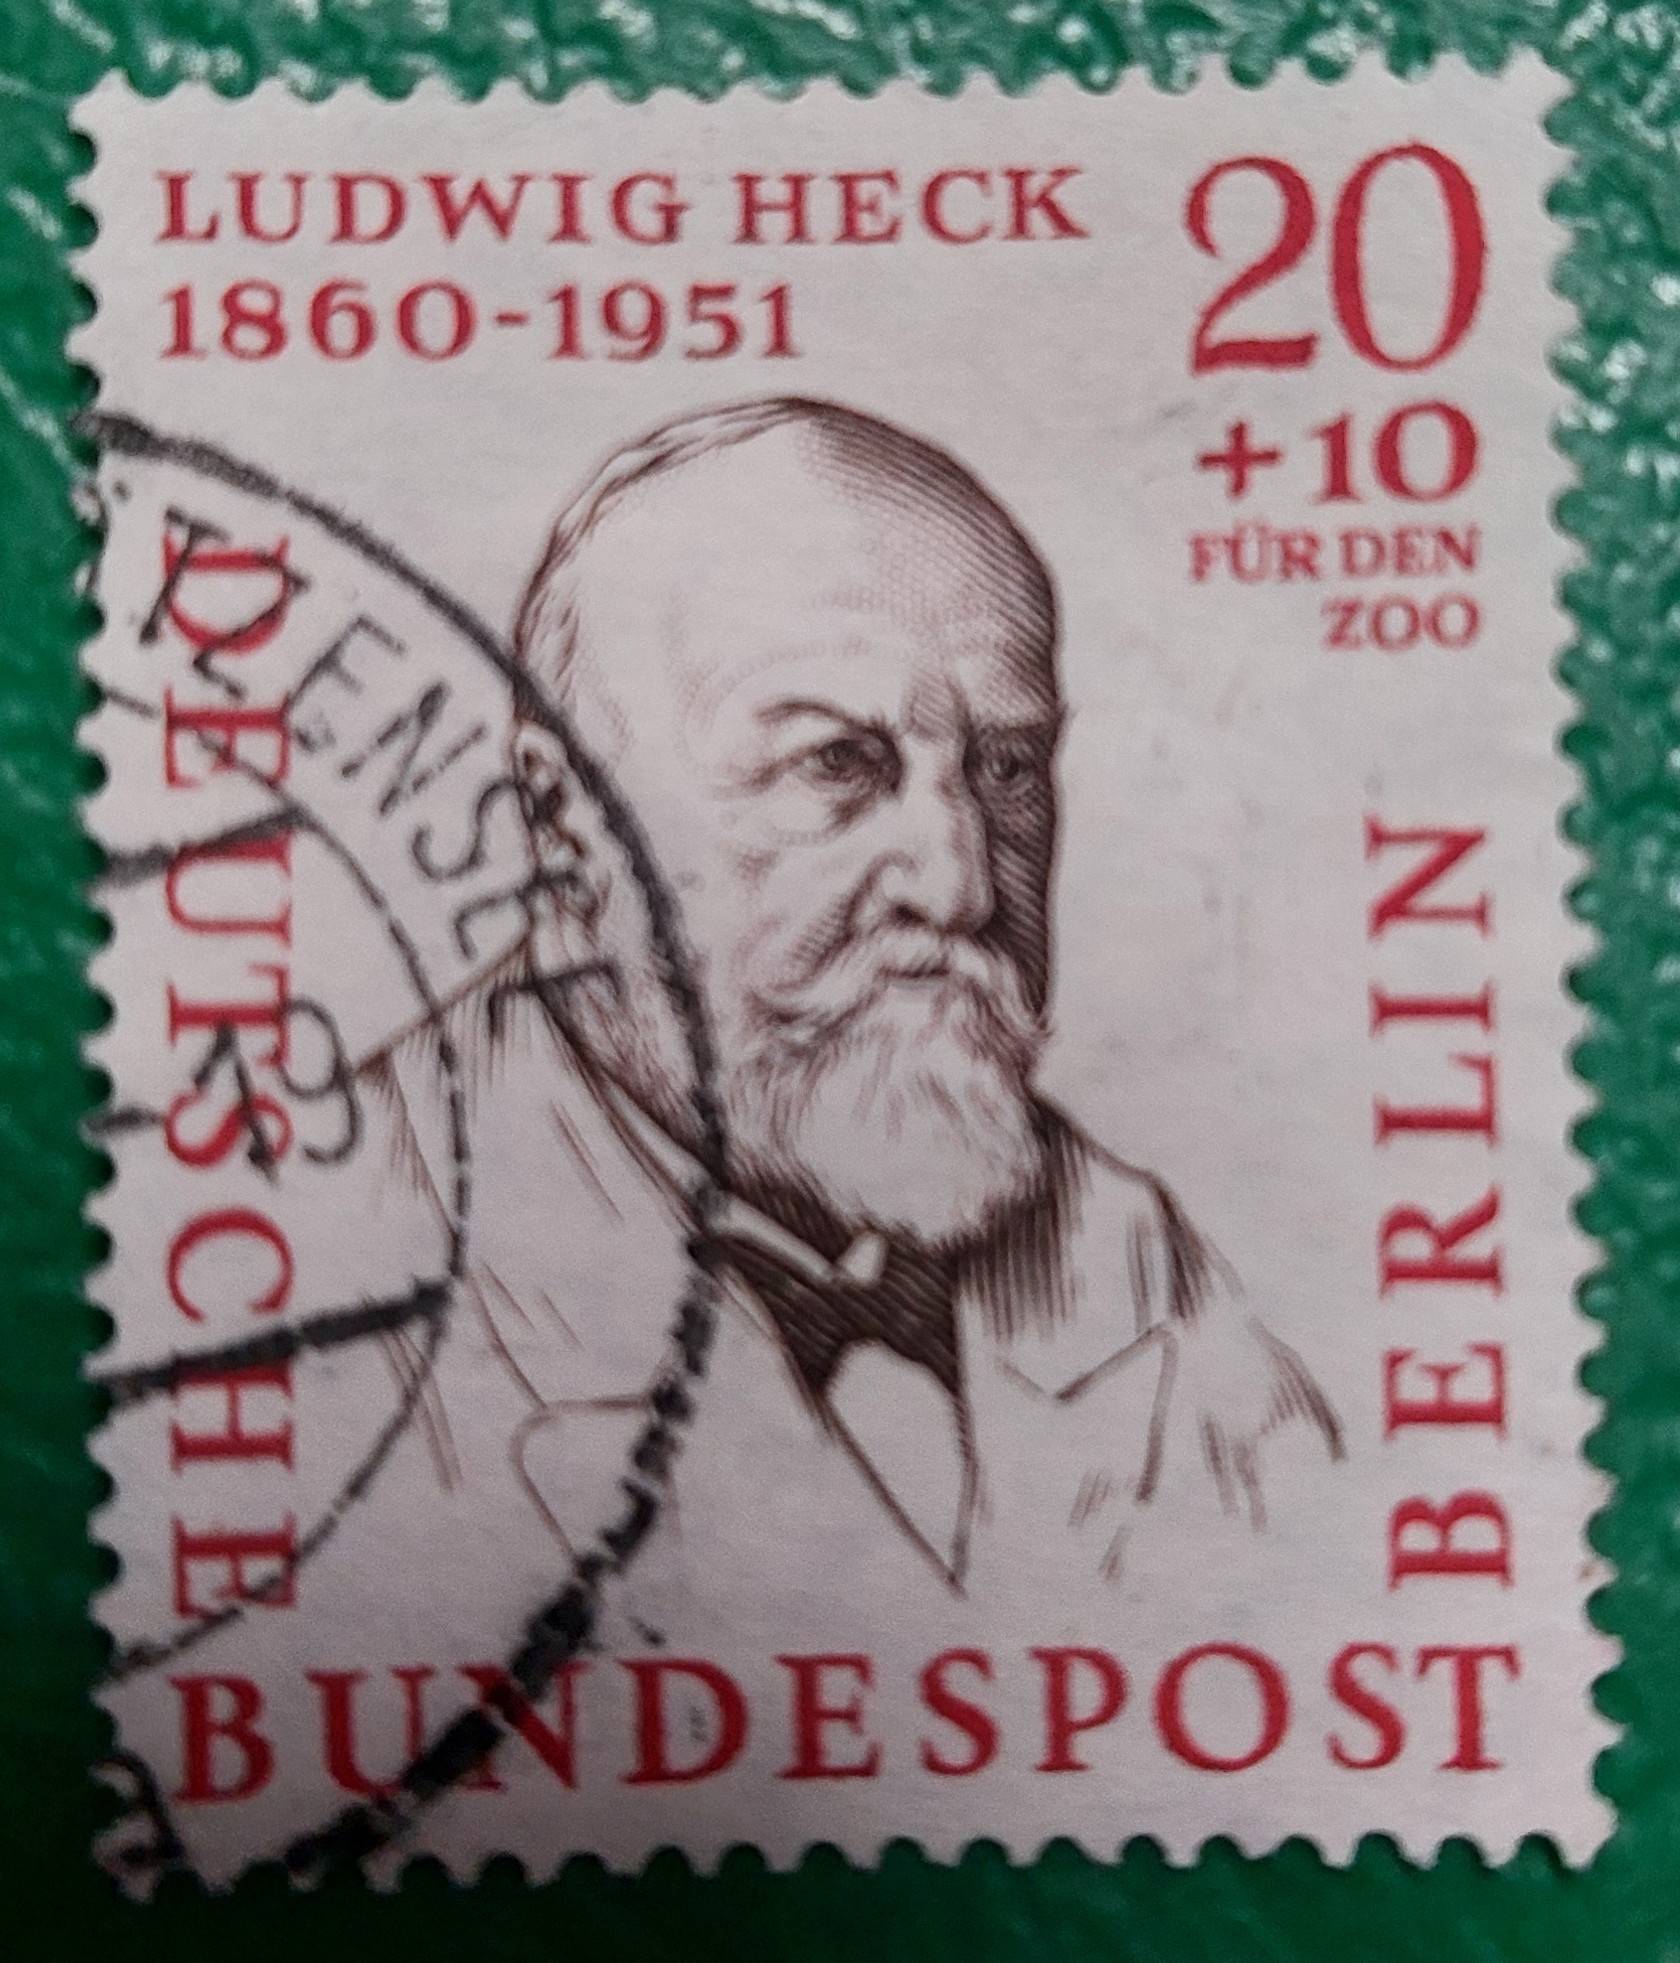 LUDWIG HECK
1860-1951
20
+10
FÜR DEN
ZOO
DEUTSCHE
BUNDESPOST
BERLIN